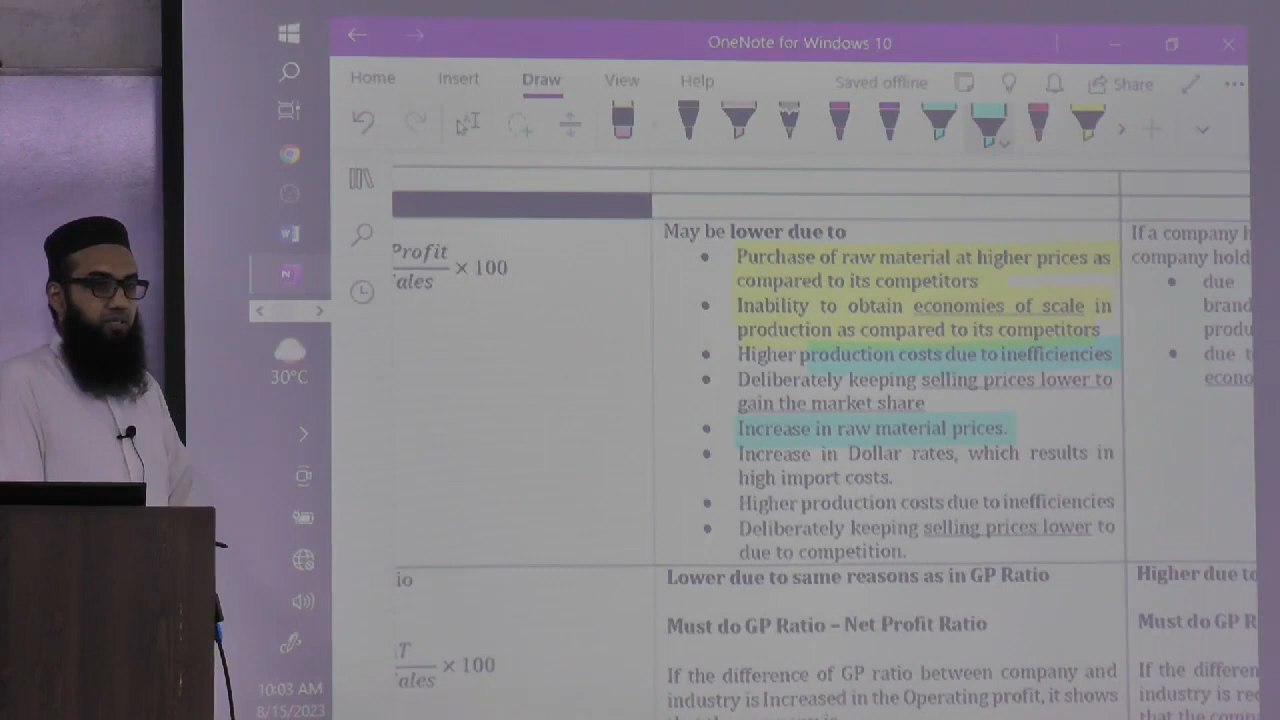 OneNote for Windows 10
Home Insert Draw View Help Saved offline Share
May be lower due to
• Purchase of raw material at higher prices as
compared to its competitors
• Inability to obtain economies of scale in
production as compared to its competitors
• Higher production costs due to inefficiencies
• Deliberately keeping selling prices lower to
gain the market share
• Increase in raw material prices.
• Increase in Dollar rates, which results in
high import costs.
• Higher production costs due to inefficiencies
• Deliberately keeping selling prices lower to
due to competition.
Profit
ales × 100
If a company h
company hold
• due
brand
produ
• due t
econo
io
T
ales × 100
Lower due to same reasons as in GP Ratio
Must do GP Ratio – Net Profit Ratio
If the difference of GP ratio between company and
industry is Increased in the Operating profit, it shows
Higher due to
Must do GP R
If the differen
industry is re
that the comp
30°C
10:03 AM
8/15/2023